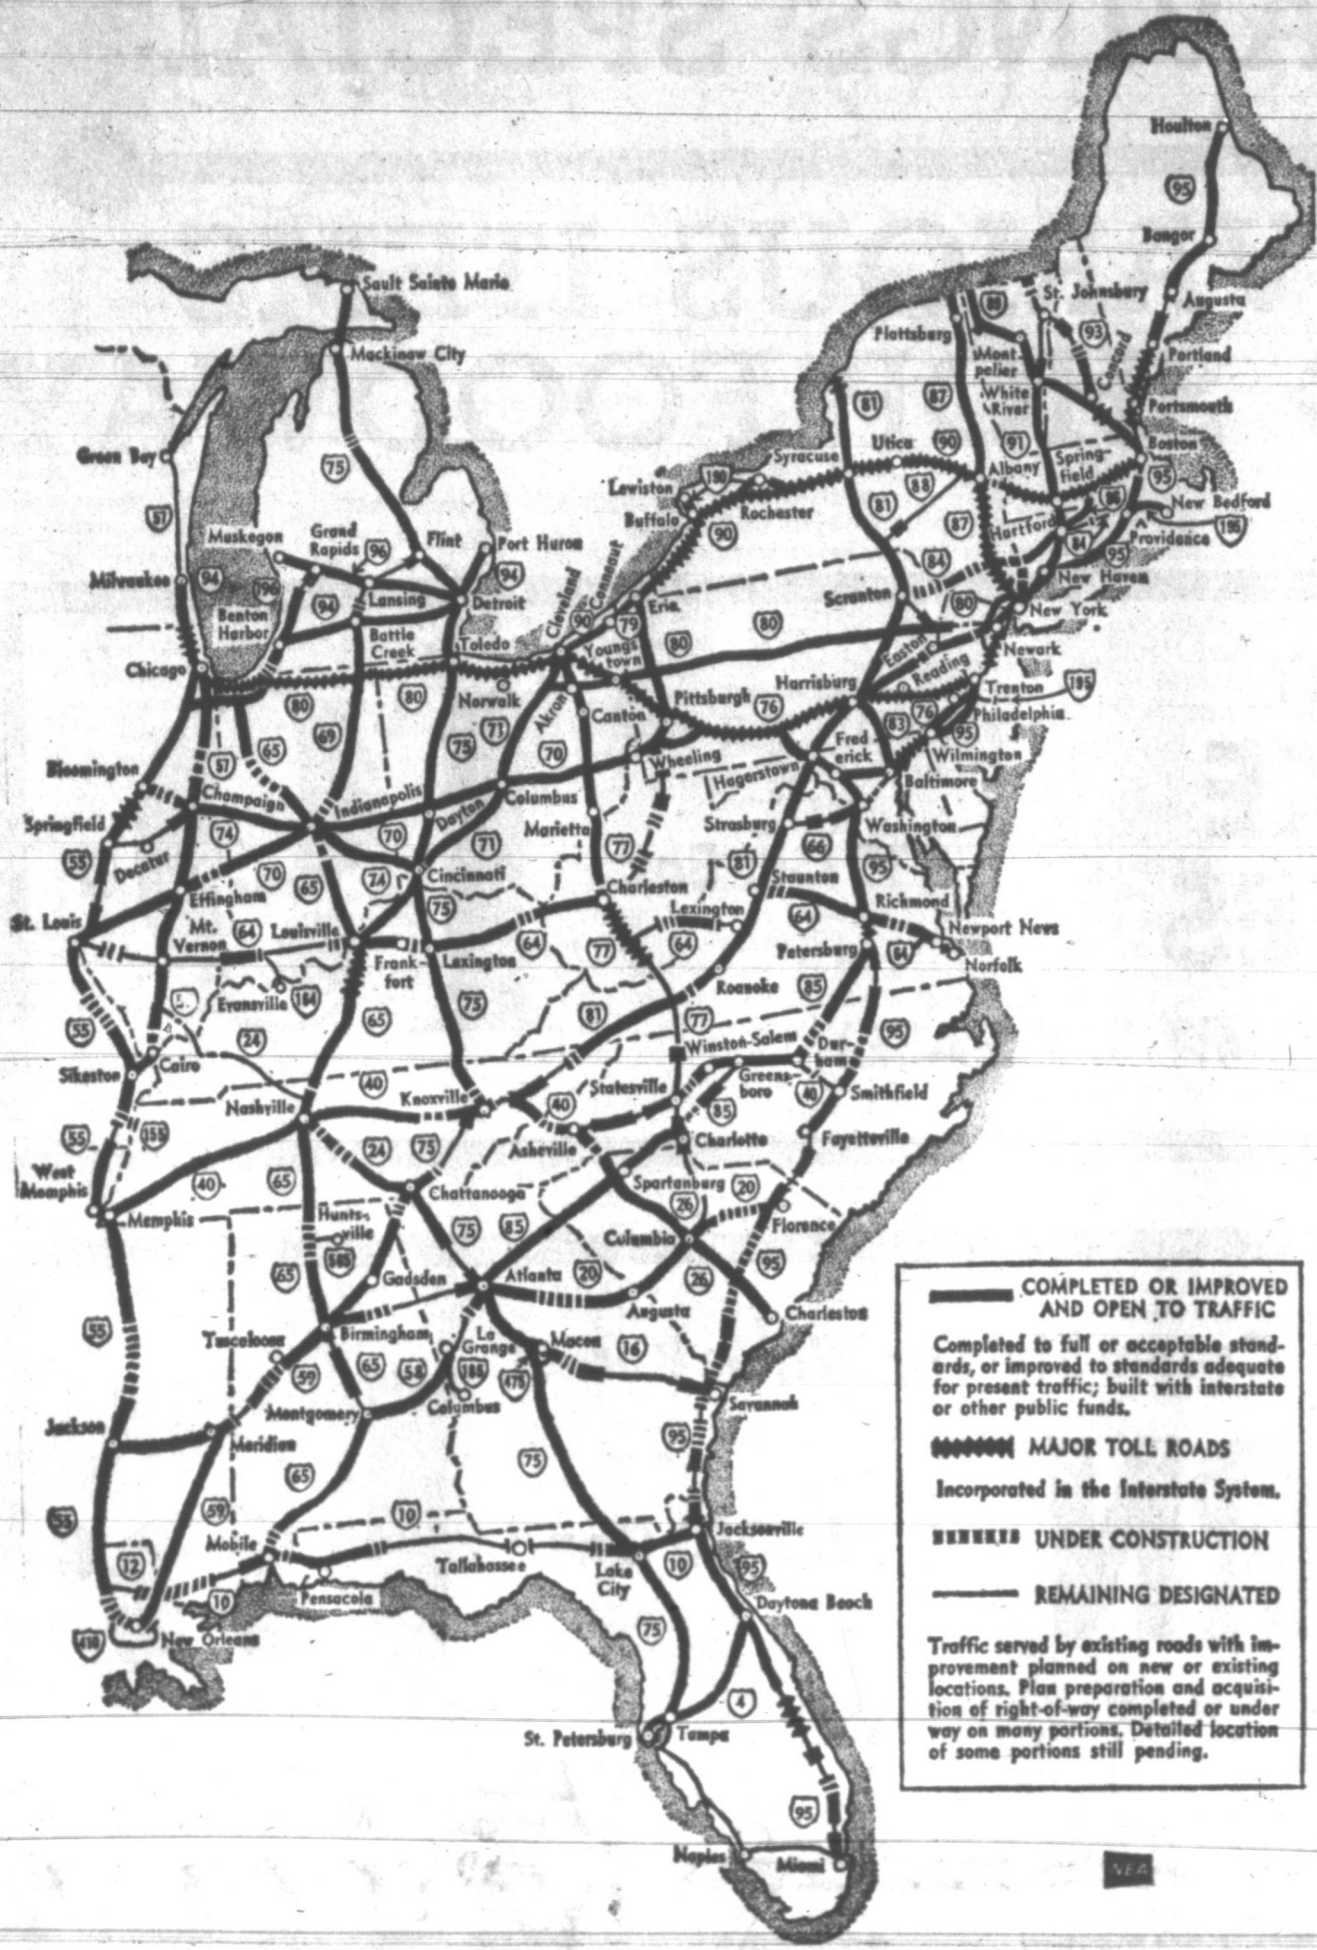 Houlton
95
Bangor
Sault Sainte Marie
St. Johnsbury
Augusta
Plattsburg
93
Mackinaw City
Mont-
pelier
Concord
Portland
White
River
81
87
Portsmouth
Green Bay
75
Utica
90
91
Syracuse
Albany
Spring-
field
Boston
95
Lewiston
190
88
Buffalo
Rochester
81
New Bedford
Muskegon
Grand
Rapids
96
Flint
Port Huron
90
87
Hartford
84
Providence
195
95
Milwaukee
94
196
94
Lansing
Detroit
94
Cleveland
Conneaut
84
New Haven
Benton
Harbor
Erie
Scranton
80
New York
90
79
80
80
Battle
Creek
Toledo
Youngs-
town
Easton
Newark
Chicago
Reading
80
80
Norwalk
Akron
Pittsburgh
Harrisburg
Trenton
195
76
Canton
83
76
Philadelphia
65
69
75
71
70
Fred
erick
95
57
Wheeling
Wilmington
Bloomington
Hagerstown
Baltimore
Champaign
Indianapolis
Dayton
Columbus
Springfield
Marietta
Strasburg
Washington
74
70
71
77
66
55
Decatur
81
95
70
65
74
Cincinnati
Staunton
Effingham
75
Charleston
Richmond
St. Louis
Mt.
Vernon
64
Louisville
Lexington
64
Newport News
64
77
64
Petersburg
64
Frank-
fort
Lexington
Norfolk
Evansville
164
Roanoke
85
55
65
75
81
77
95
24
Winston-Salem
Dur-
ham
Sikeston
Cairo
40
Knoxville
Statesville
Greens-
boro
40
Smithfield
Nashville
40
85
55
155
24
75
Asheville
Charlotte
Fayetteville
West
Memphis
40
65
Chattanooga
Spartanburg
20
Memphis
26
Hunts-
ville
75
85
Columbia
Florence
565
65
Gadsden
Atlanta
20
26
95
Augusta
Charleston
55
Tuscaloosa
Birmingham
La
Grange
Macon
16
59
65
185
475
Montgomery
Columbus
Savannah
Jackson
Meridian
95
65
75
55
59
10
Mobile
Jacksonville
12
Tallahassee
10
95
Lake
City
10
Pensacola
Daytona Beach
410
New Orleans
75
4
St. Petersburg
Tampa
95
Naples
Miami
COMPLETED OR IMPROVED
AND OPEN TO TRAFFIC
Completed to full or acceptable stand-
ards, or improved to standards adequate
for present traffic; built with interstate
or other public funds.
MAJOR TOLL ROADS
Incorporated in the Interstate System.
UNDER CONSTRUCTION
REMAINING DESIGNATED
Traffic served by existing roads with im-
provement planned on new or existing
locations. Plan preparation and acquisi-
tion of right-of-way completed or under
way on many portions. Detailed location
of some portions still pending.
NEA